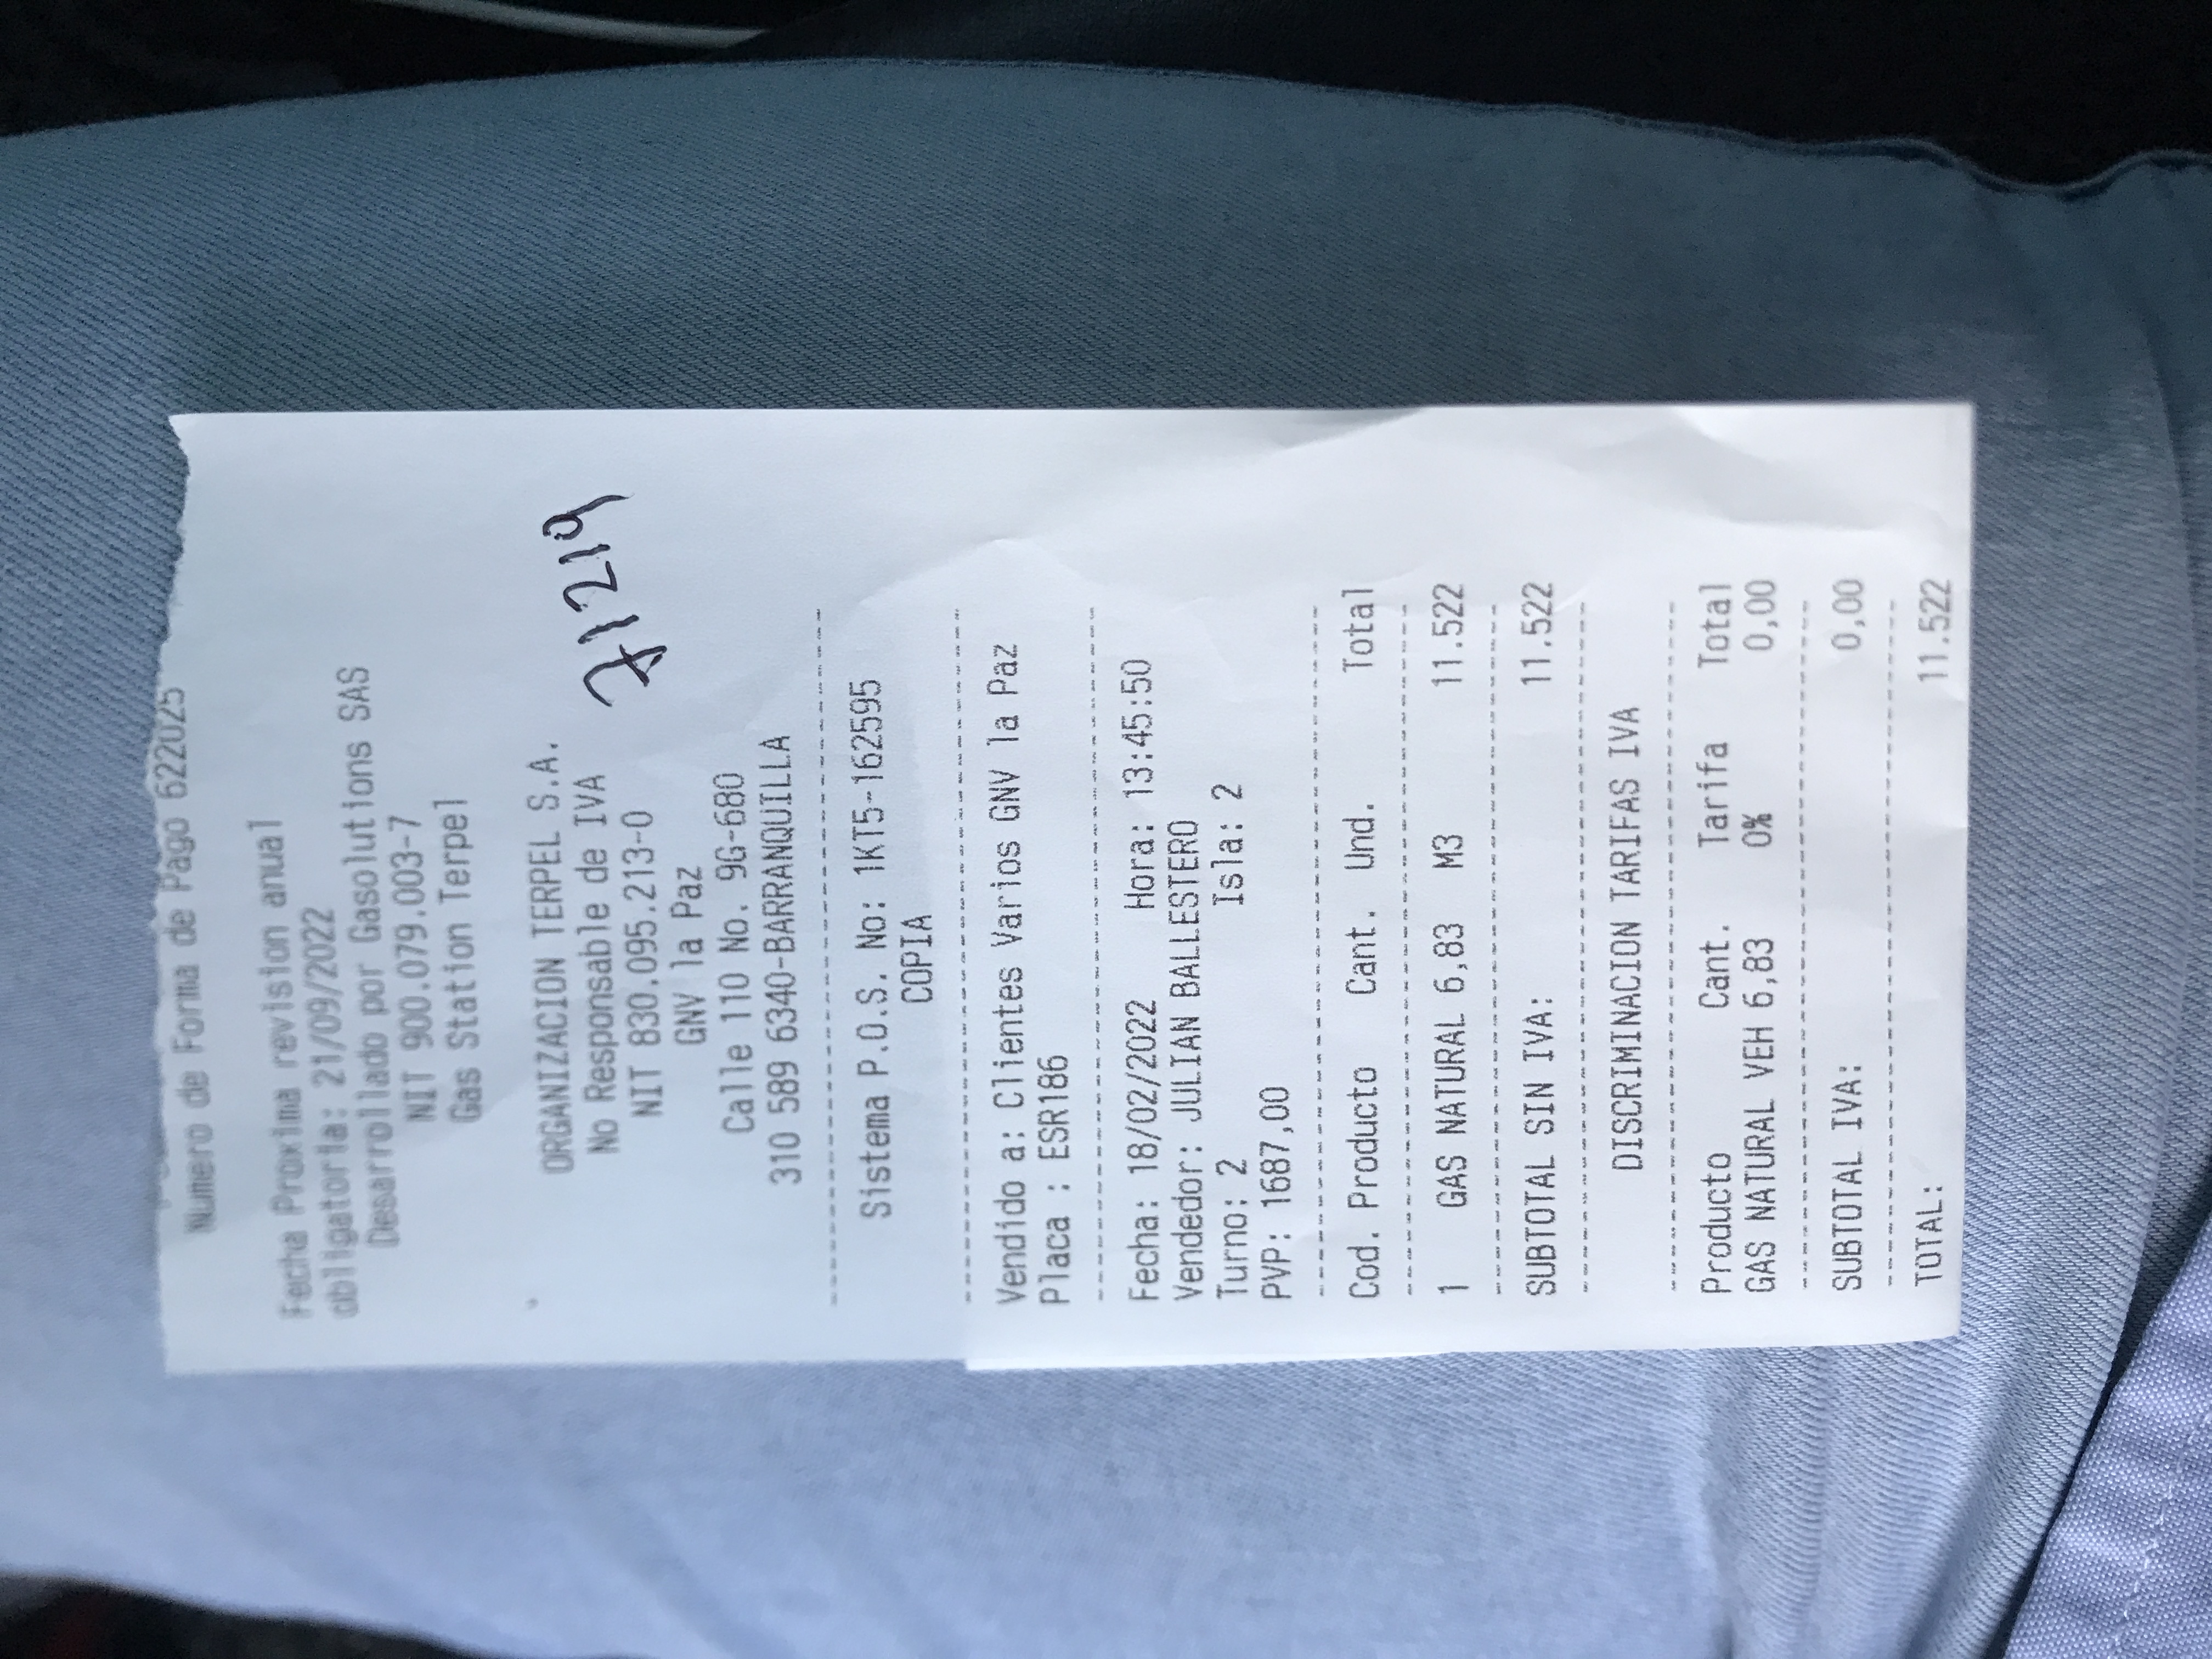 Numero de Forma de Pago 622025
Fecha Proxima revision anual
obligatoria: 21/09/2022
Desarrollado por Gasolutions SAS
NIT 900.079.003-7
Gas Station Terpel
ORGANIZACION TERPEL S.A.
No Responsable de IVA
71219
NIT 830.095.213-0
GNV la Paz
Calle 110 No. 9G-680
310 589 6340-BARRANQUILLA
Sistema P.O.S. No: 1KT5-162595
COPIA
Vendido a: Clientes Varios GNV la Paz
Placa : ESR186
Fecha: 18/02/2022 Hora: 13:45:50
Vendedor: JULIAN BALLESTERO
Turno: 2 Isla: 2
PVP: 1687,00
Cod. Producto Cant. Und. Total
1 GAS NATURAL 6,83 M3 11.522
SUBTOTAL SIN IVA: 11.522
DISCRIMINACION TARIFAS IVA
Producto Cant. Tarifa Total
GAS NATURAL VEH 6,83 0% 0,00
SUBTOTAL IVA: 0,00
TOTAL: 11.522